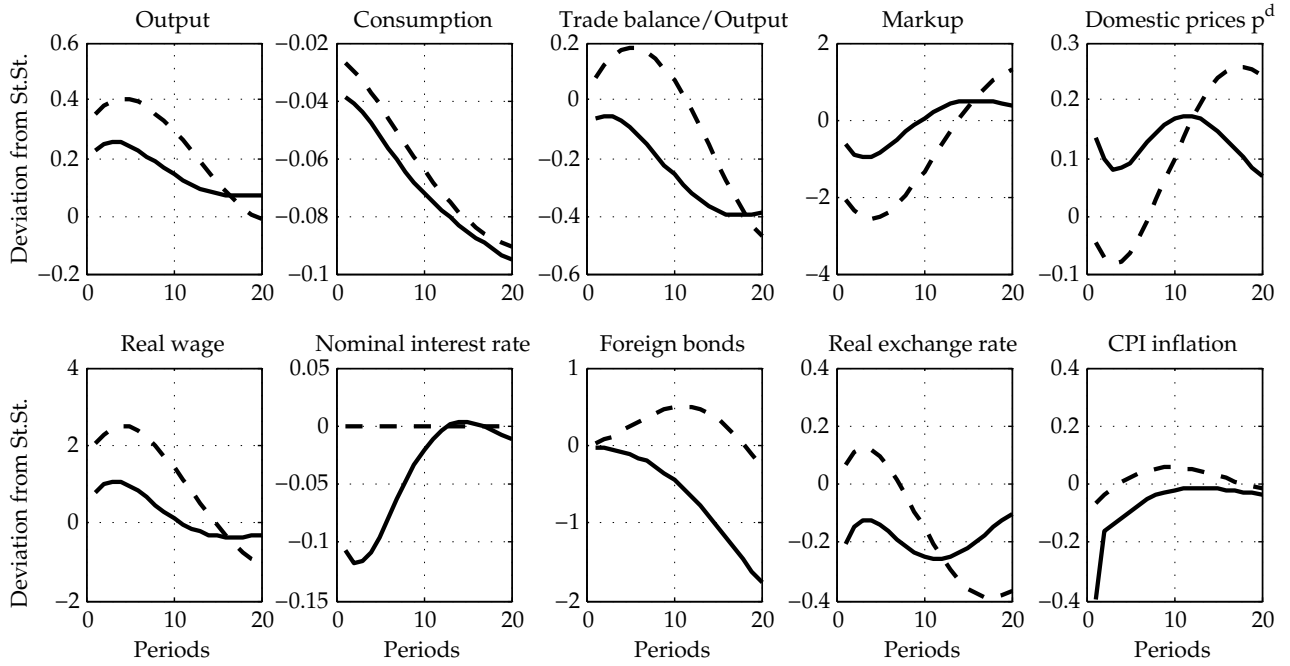 Output
Consumption
Trade balance/Output
Markup
Domestic prices p^d
Deviation from St.St.
0.6
0.4
0.2
0
−0.2
0 10 20
−0.02
−0.04
−0.06
−0.08
−0.1
0 10 20
0.2
0
−0.2
−0.4
−0.6
0 10 20
2
0
−2
−4
0 10 20
0.3
0.2
0.1
0
−0.1
0 10 20
Real wage
Nominal interest rate
Foreign bonds
Real exchange rate
CPI inflation
Deviation from St.St.
4
2
0
−2
0 10 20
Periods
0.05
0
−0.05
−0.1
−0.15
0 10 20
Periods
1
0
−1
−2
0 10 20
Periods
0.4
0.2
0
−0.2
−0.4
0 10 20
Periods
0.4
0.2
0
−0.2
−0.4
0 10 20
Periods